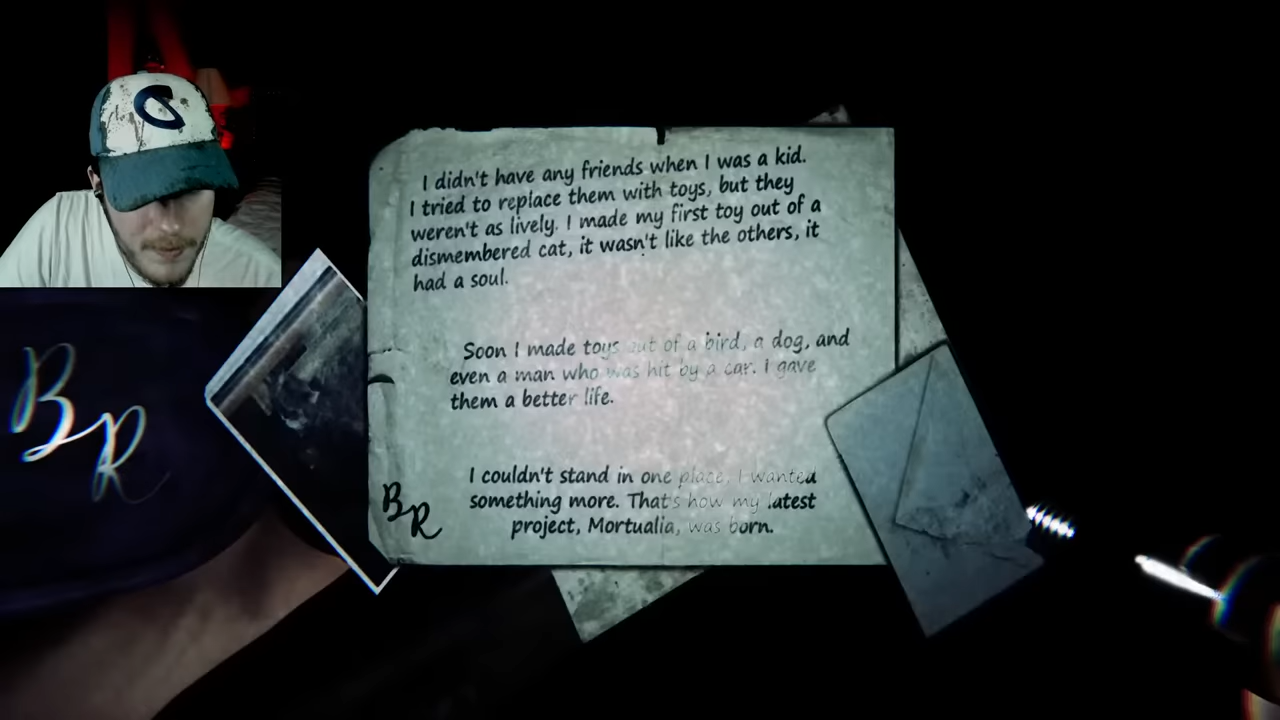 I didn't have any friends when I was a kid.
I tried to replace them with toys, but they
weren't as lively. I made my first toy out of a
dismembered cat, it wasn't like the others, it
had a soul.
Soon I made toys out of a bird, a dog, and
even a man who was hit by a car. I gave
them a better life.
I couldn't stand in one place, I wanted
something more. That's how my latest
project, Mortualia, was born.
BR
BR